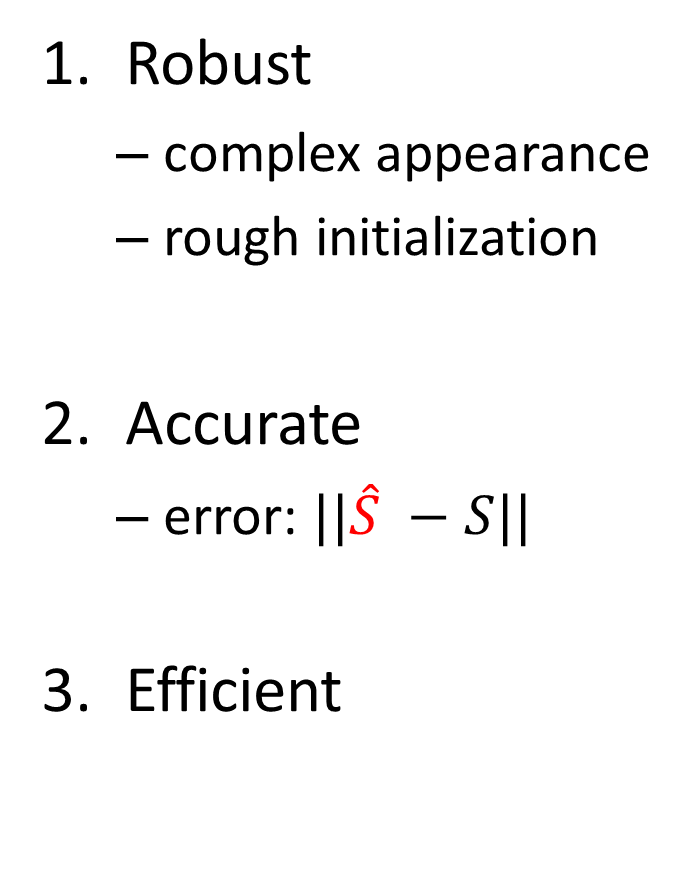 1. Robust
– complex appearance
– rough initialization
2. Accurate
– error: ||Ŝ − S||
3. Efficient